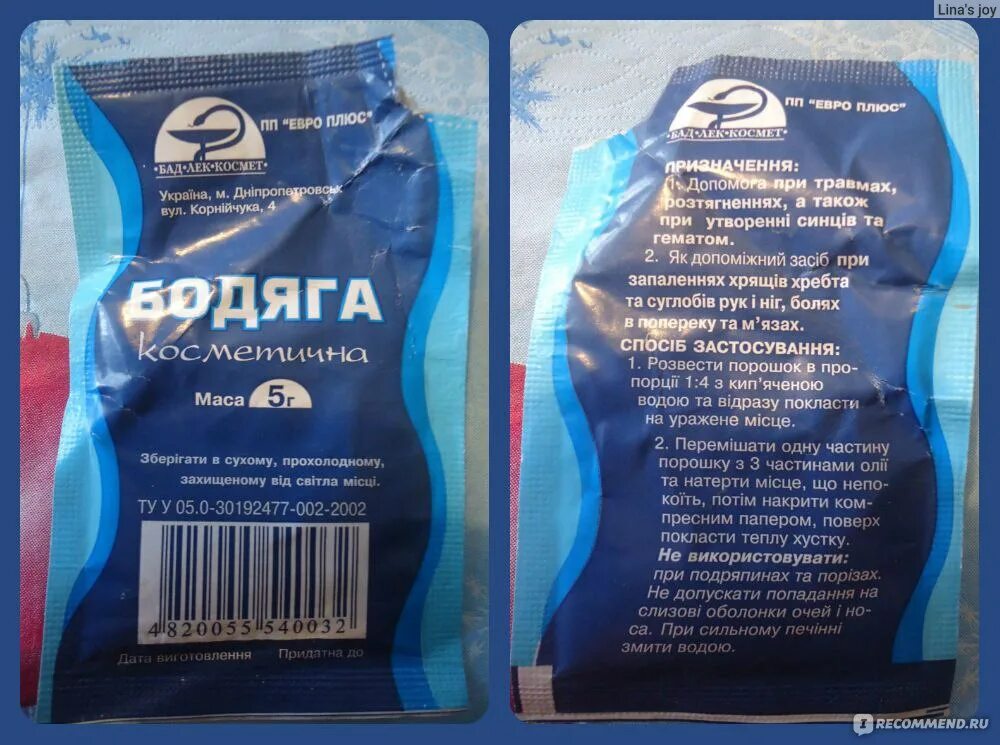 Lina's joy
ПП "ЕВРО ПЛЮС"
·БАД·ЛЕК·КОСМЕТ·
Україна, м. Дніпропетровськ
вул. Корнійчука, 4
БОДЯГА
косметична
Маса 5г
Зберігати в сухому, прохолодному,
захищеному від світла місці.
ТУ У 05.0-30192477-002-2002
4820055 540032
Дата виготовлення Придатна до
ПП "ЕВРО ПЛЮС"
·БАД·ЛЕК·КОСМЕТ·
ПРИЗНАЧЕННЯ:
1. Допомога при травмах,
розтягненнях, а також
при утворенні синців та
гематом.
2. Як допоміжний засіб при
запаленнях хрящів хребта
та суглобів рук і ніг, болях
в попереку та м'язах.
СПОСІБ ЗАСТОСУВАННЯ:
1. Розвести порошок в про-
порції 1:4 з кип'яченою
водою та відразу покласти
на уражене місце.
2. Перемішати одну частину
порошку з 3 частинами олії
та натерти місце, що непо-
коїть, потім накрити ком-
пресним папером, поверх
покласти теплу хустку.
Не використовувати:
при подряпинах та порізах.
Не допускати попадання на
слизові оболонки очей і но-
са. При сильному печінні
змити водою.
IRECOMMEND.RU